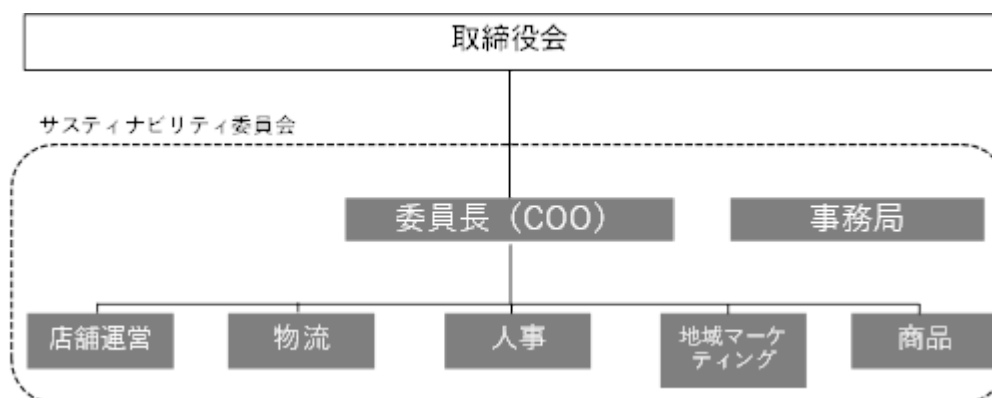 取締役会
サスティナビリティ委員会
委員長（COO）
事務局
店舗運営
物流
人事
地域マーケ
ティング
商品